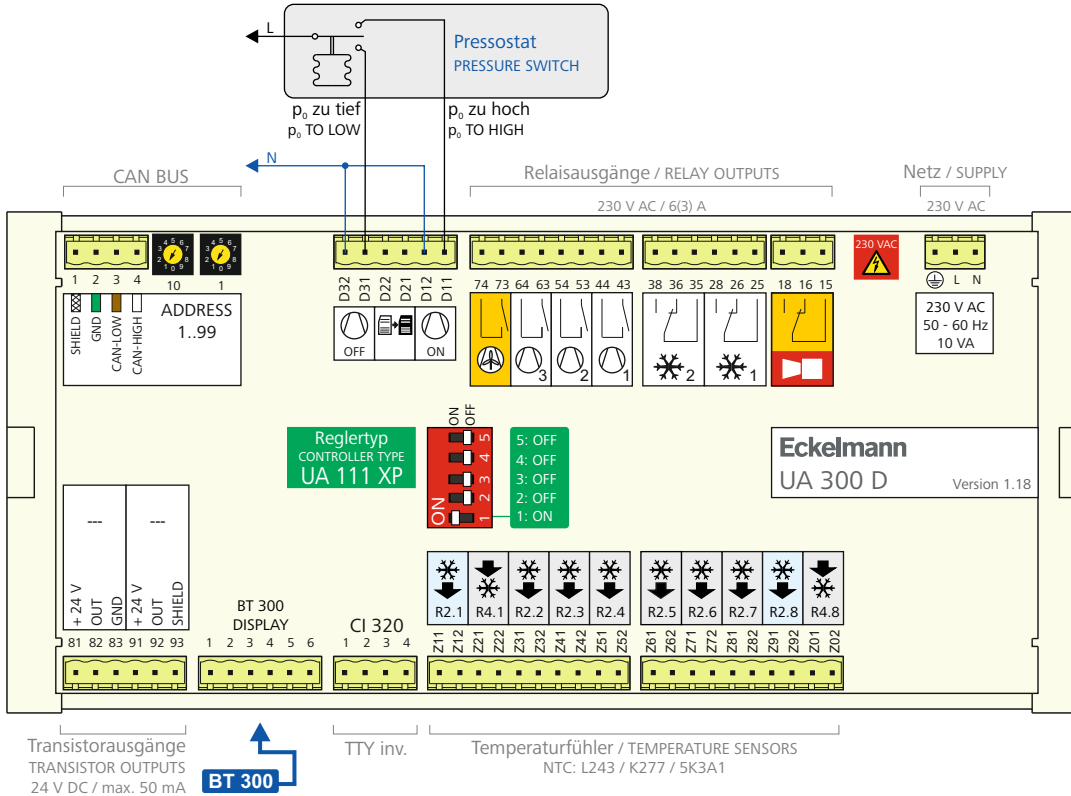 L
Pressostat
PRESSURE SWITCH
p₀ zu tief
p₀ TO LOW
p₀ zu hoch
p₀ TO HIGH
N
CAN BUS
Relaisausgänge / RELAY OUTPUTS
230 V AC / 6(3) A
Netz / SUPPLY
230 V AC
1 2 3 4
10
1
SHIELD
GND
CAN-LOW
CAN-HIGH
ADDRESS
1..99
D32 D31 D22 D21 D12 D11
OFF
ON
74 73 64 63 54 53 44 43
3
2
1
38 36 35 28 26 25
2
1
18 16 15
230 VAC
L N
230 V AC
50 - 60 Hz
10 VA
Reglertyp
CONTROLLER TYPE
UA 111 XP
ON
OFF
ON
5
4
3
2
1
5: OFF
4: OFF
3: OFF
2: OFF
1: ON
Eckelmann
UA 300 D
Version 1.18
---
---
+ 24 V
OUT
GND
+ 24 V
OUT
SHIELD
81 82 83 91 92 93
BT 300
DISPLAY
1 2 3 4 5 6
CI 320
1 2 3 4
R2.1 R4.1 R2.2 R2.3 R2.4
R2.5 R2.6 R2.7 R2.8 R4.8
Z11 Z12 Z21 Z22 Z31 Z32 Z41 Z42 Z51 Z52
Z61 Z62 Z71 Z72 Z81 Z82 Z91 Z92 Z01 Z02
Transistorausgänge
TRANSISTOR OUTPUTS
24 V DC / max. 50 mA
BT 300
TTY inv.
Temperaturfühler / TEMPERATURE SENSORS
NTC: L243 / K277 / 5K3A1